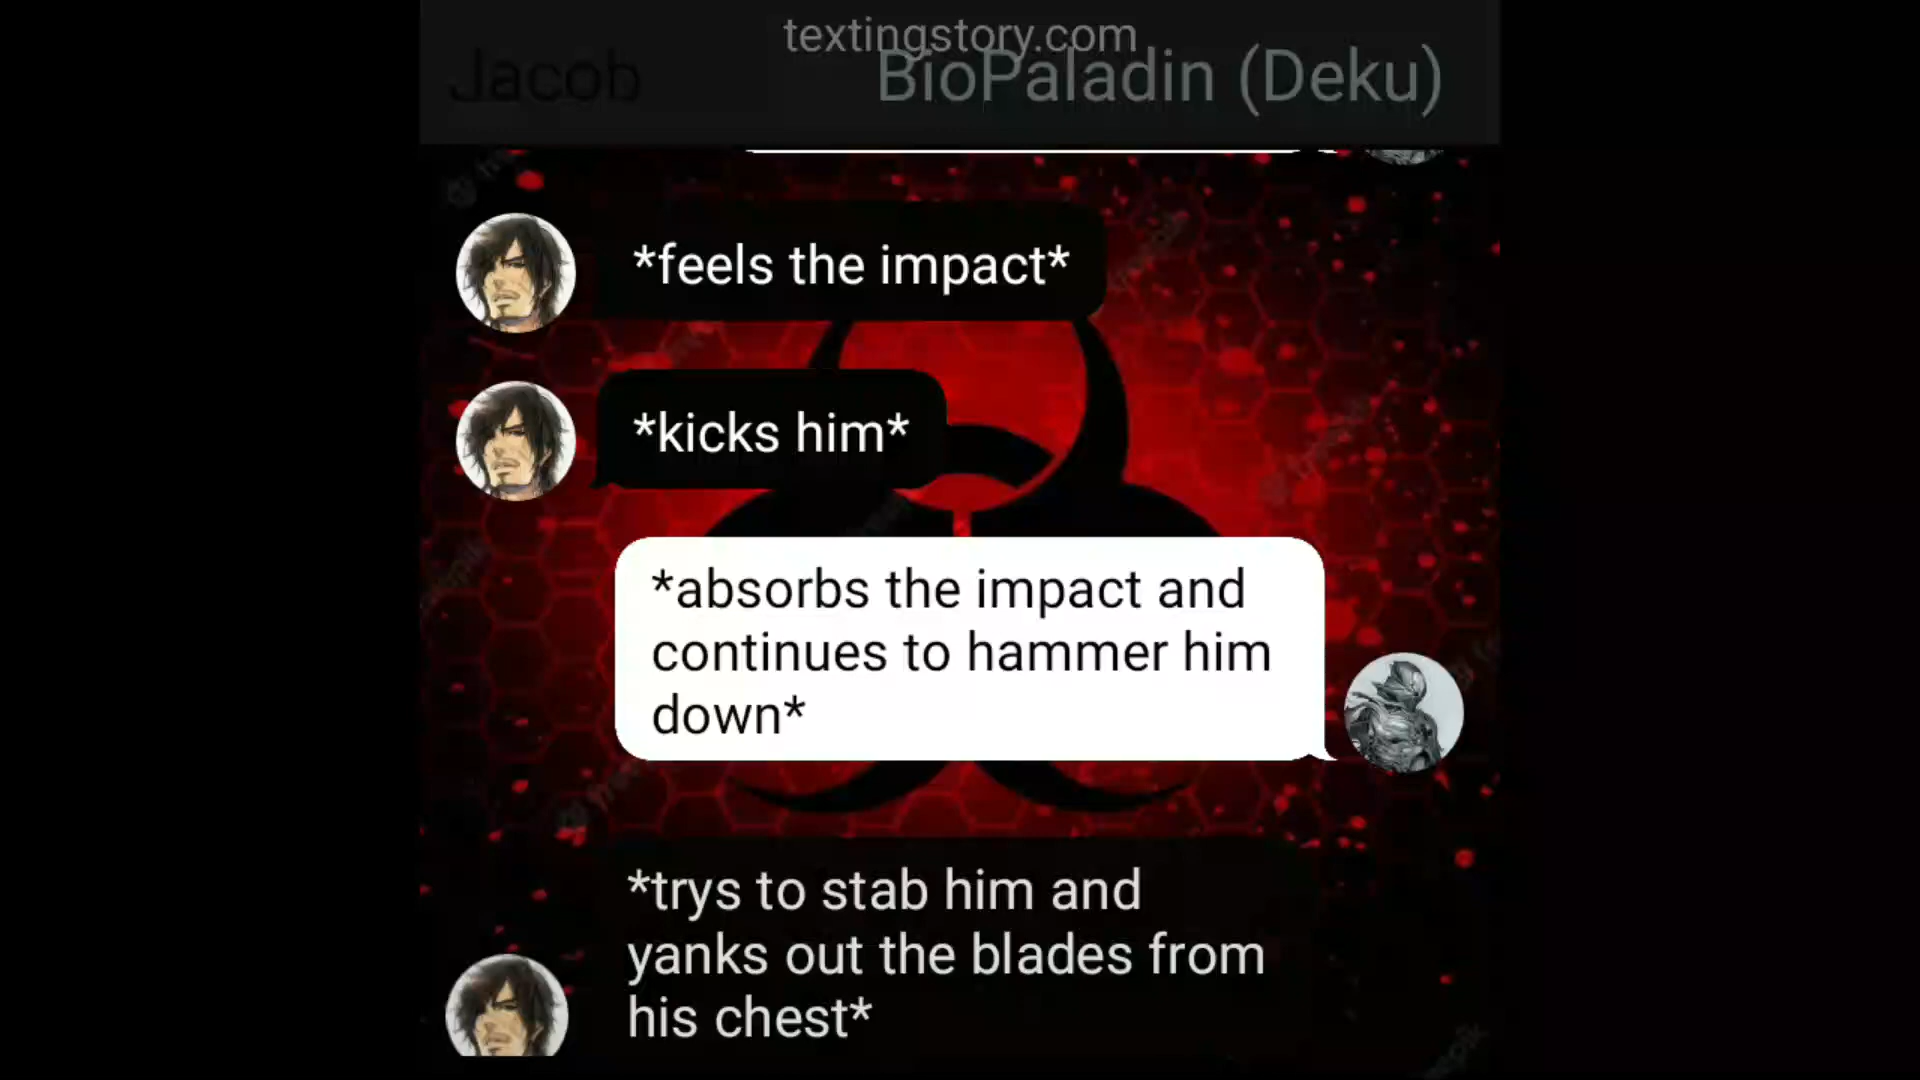 textingstory.com
Jacob
BioPaladin (Deku)
*feels the impact*
*kicks him*
*absorbs the impact and
continues to hammer him
down*
*trys to stab him and
yanks out the blades from
his chest*